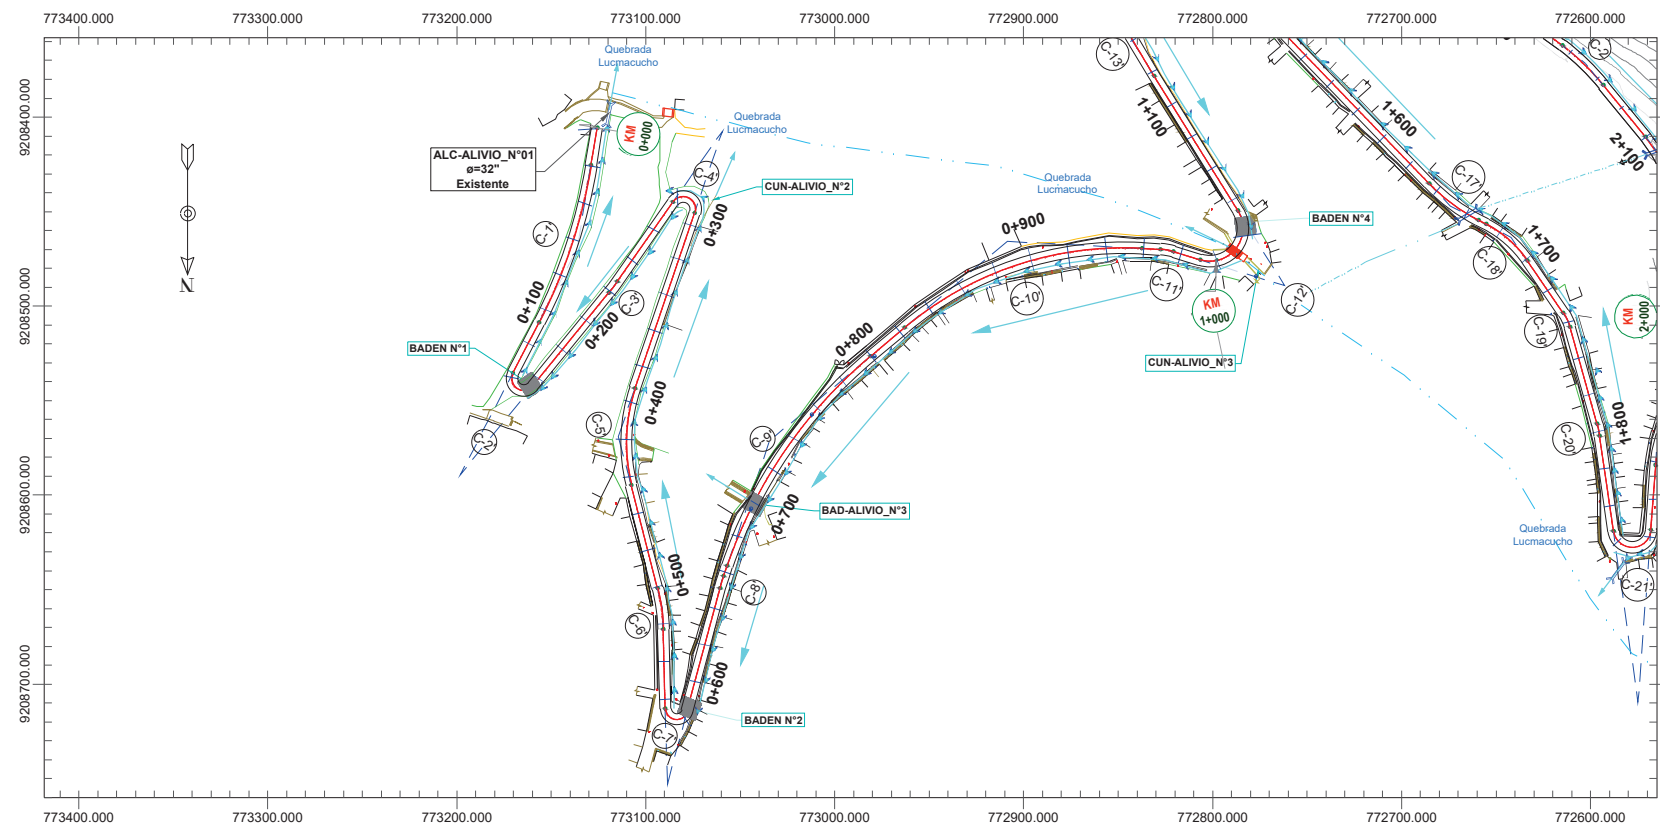 773400.000 773300.000 773200.000 773100.000 773000.000 772900.000 772800.000 772700.000 772600.000
9208400.000
9208500.000
9208600.000
9208700.000
N
Quebrada
Lucmacucho
ALC-ALIVIO_N°01
ø=32"
Existente
KM
0+000
C-1'
0+100
BADEN N°1
C-2'
C-3'
0+200
C-4'
CUN-ALIVIO_N°2
0+300
0+400
C-5'
0+500
C-6'
C-7'
BADEN N°2
0+600
C-8'
0+700
BAD-ALIVIO_N°3
C-9'
0+800
C-10'
0+900
C-11'
Quebrada
Lucmacucho
Quebrada
Lucmacucho
KM
1+000
CUN-ALIVIO_N°3
C-12'
BADEN N°4
1+100
C-13'
1+600
C-17'
C-18'
1+700
C-19'
C-20'
1+800
C-21'
KM
2+000
2+100
C-2
Quebrada
Lucmacucho
773400.000 773300.000 773200.000 773100.000 773000.000 772900.000 772800.000 772700.000 772600.000